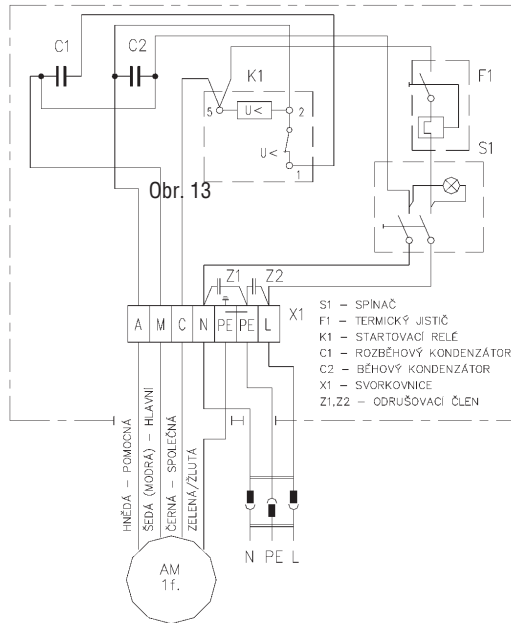 C1
C2
K1
F1
5
U<
2
U<
1
S1
Obr. 13
Z1
Z2
A M C N PE PE L
X1
S1 – SPÍNAČ
F1 – TERMICKÝ JISTIČ
K1 – STARTOVACÍ RELÉ
C1 – ROZBĚHOVÝ KONDENZÁTOR
C2 – BĚHOVÝ KONDENZÁTOR
X1 – SVORKOVNICE
Z1,Z2 – ODRUŠOVACÍ ČLEN
HNĚDÁ – POMOCNÁ
ŠEDÁ (MODRÁ) – HLAVNÍ
ČERNÁ – SPOLEČNÁ
ZELENÁ/ŽLUTÁ
N PE L
AM
1f.